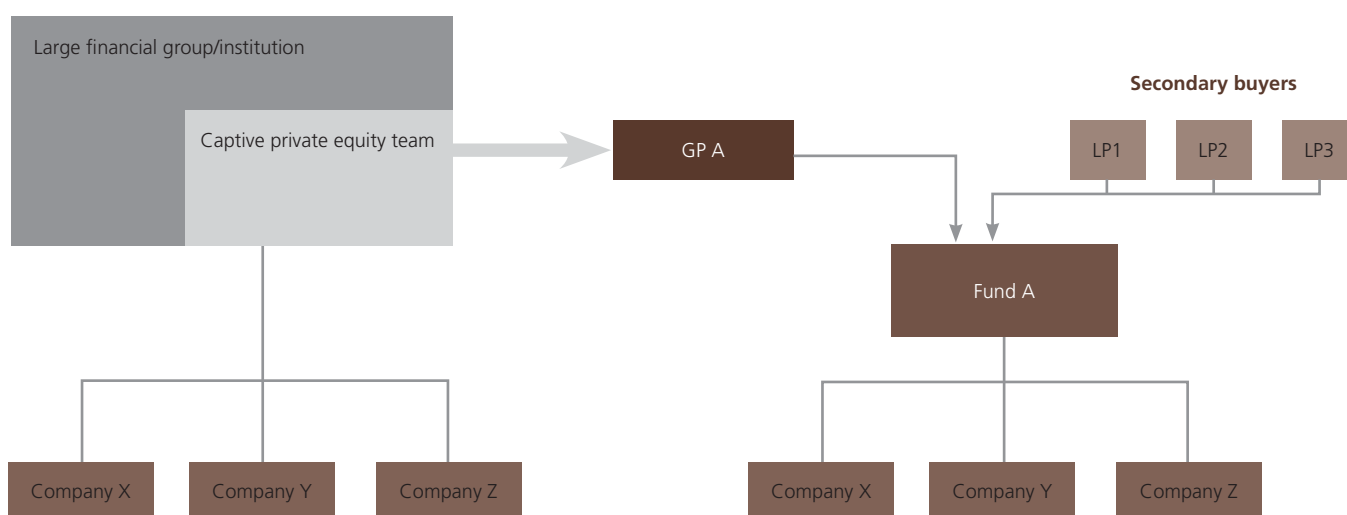 Large financial group/institution
Captive private equity team
GP A
Secondary buyers
LP1
LP2
LP3
Fund A
Company X
Company Y
Company Z
Company X
Company Y
Company Z